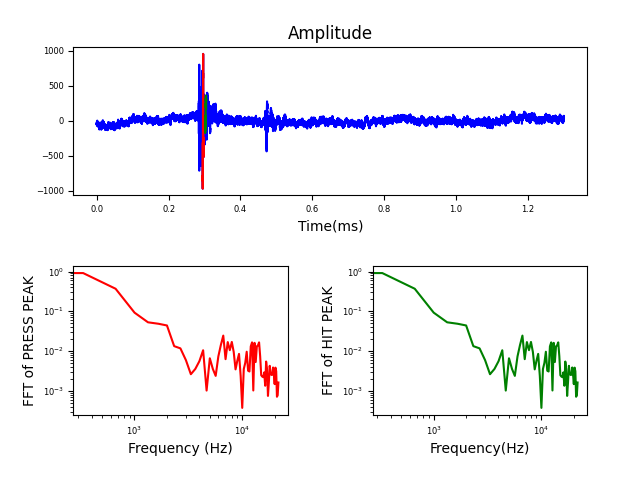 Amplitude
1000
500
0
−500
−1000
0.0 0.2 0.4 0.6 0.8 1.0 1.2
Time(ms)
FFT of PRESS PEAK
10⁰
10⁻¹
10⁻²
10⁻³
10³ 10⁴
Frequency (Hz)
FFT of HIT PEAK
10⁰
10⁻¹
10⁻²
10⁻³
10³ 10⁴
Frequency(Hz)